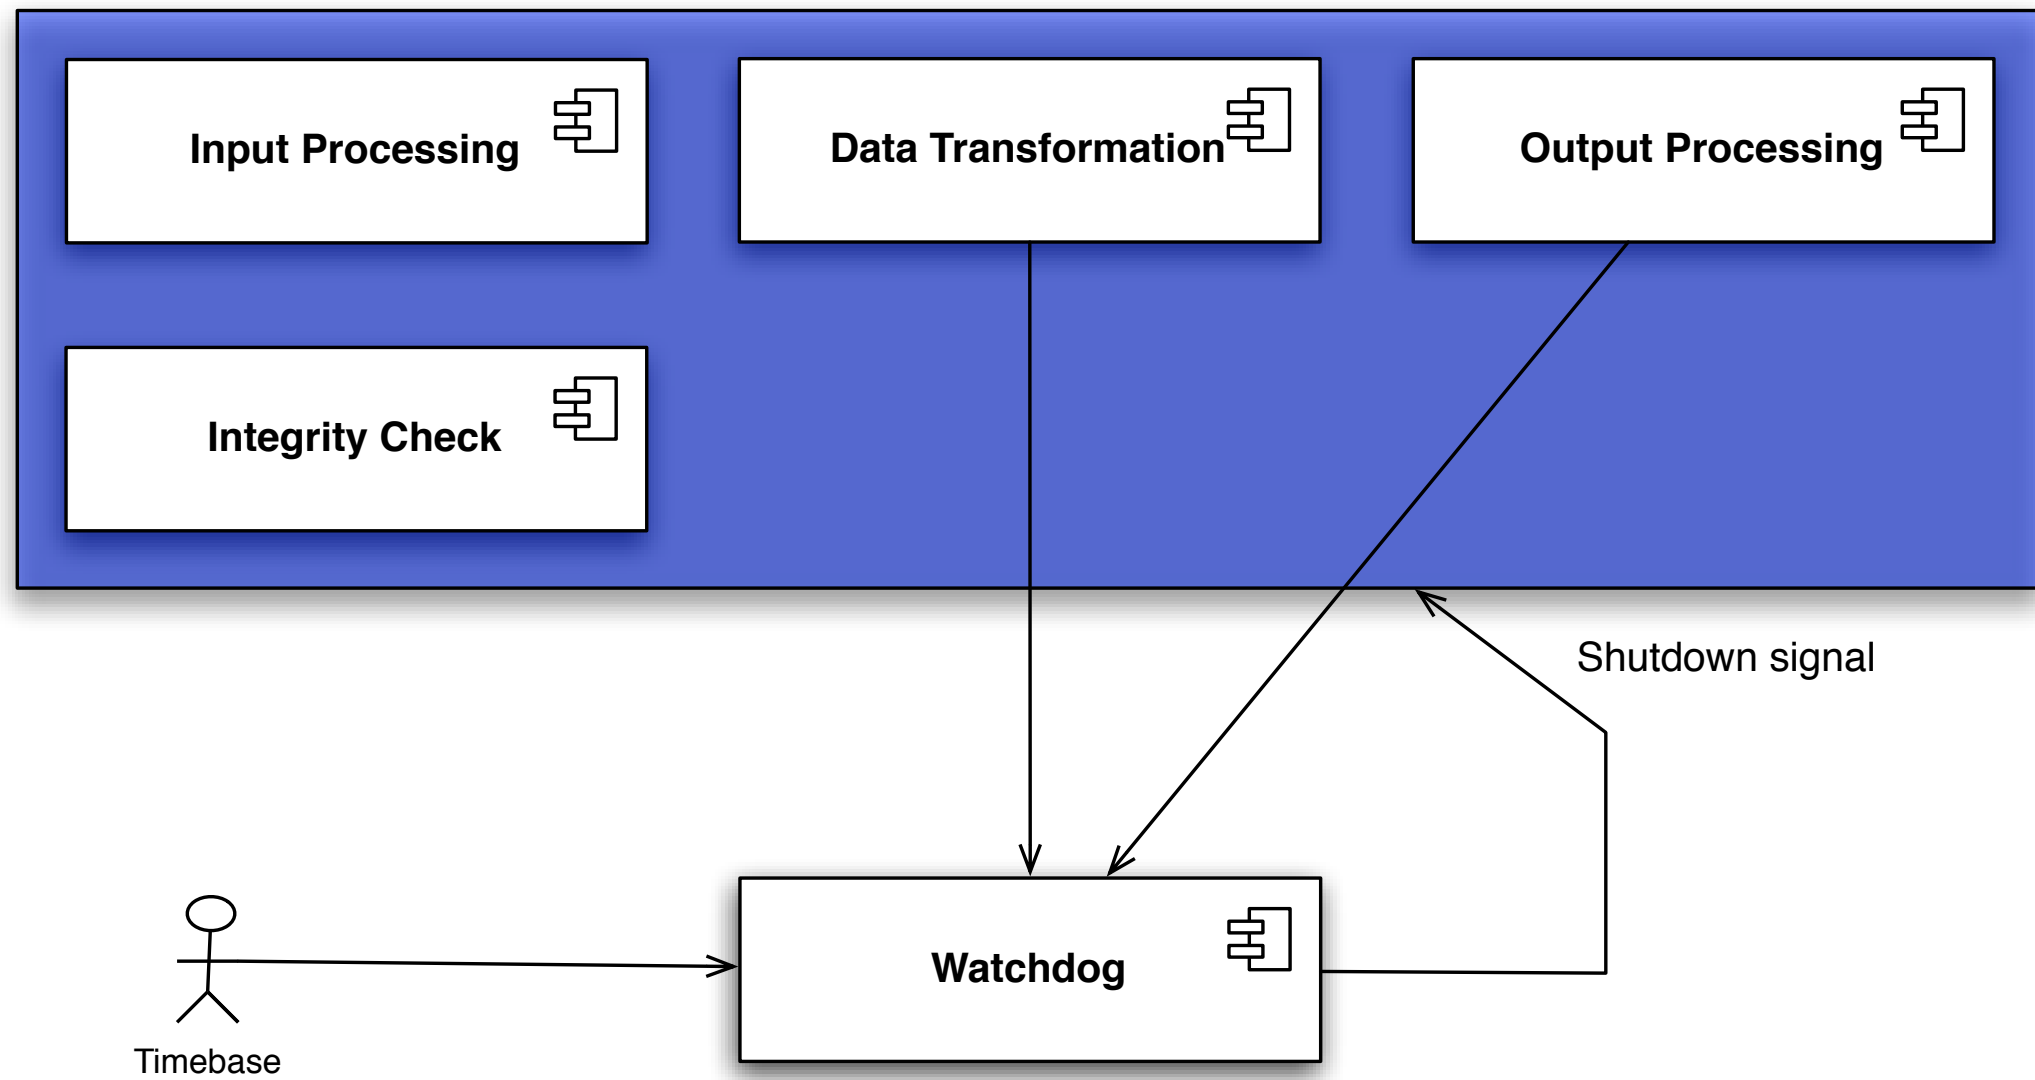 Input Processing
Data Transformation
Output Processing
Integrity Check
Shutdown signal
Watchdog
Timebase